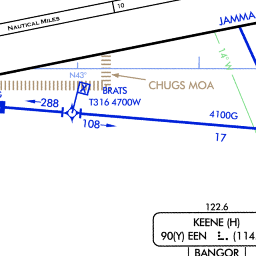 NAUTICAL MILES
10
JAMMA
14°W
N43°
CHUGS MOA
BRATS
T316 4700W
288
4100G
108
17
122.6
KEENE (H)
90(Y) EEN (114
BANGOR